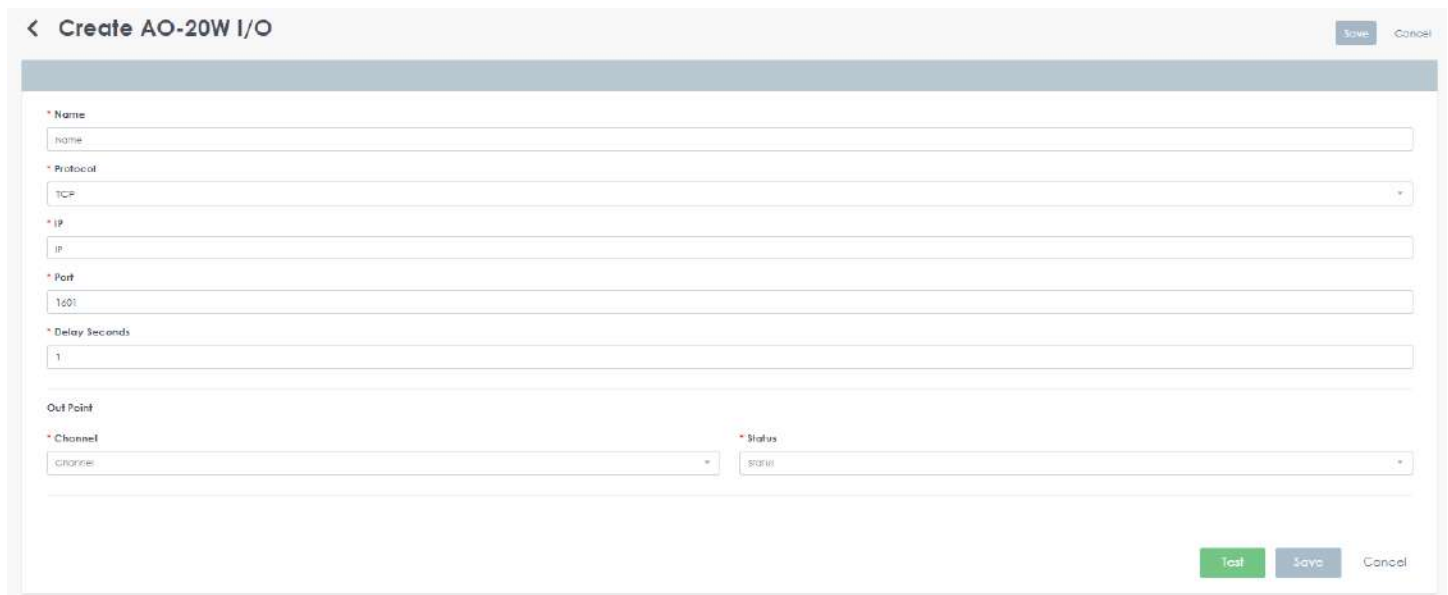 Create AO-20W I/O
Save Cancel
* Name
Name
* Protocol
TCP
* IP
IP
* Port
1601
* Delay Seconds
1
Out Point
* Channel * Status
Channel Status
Test Save Cancel